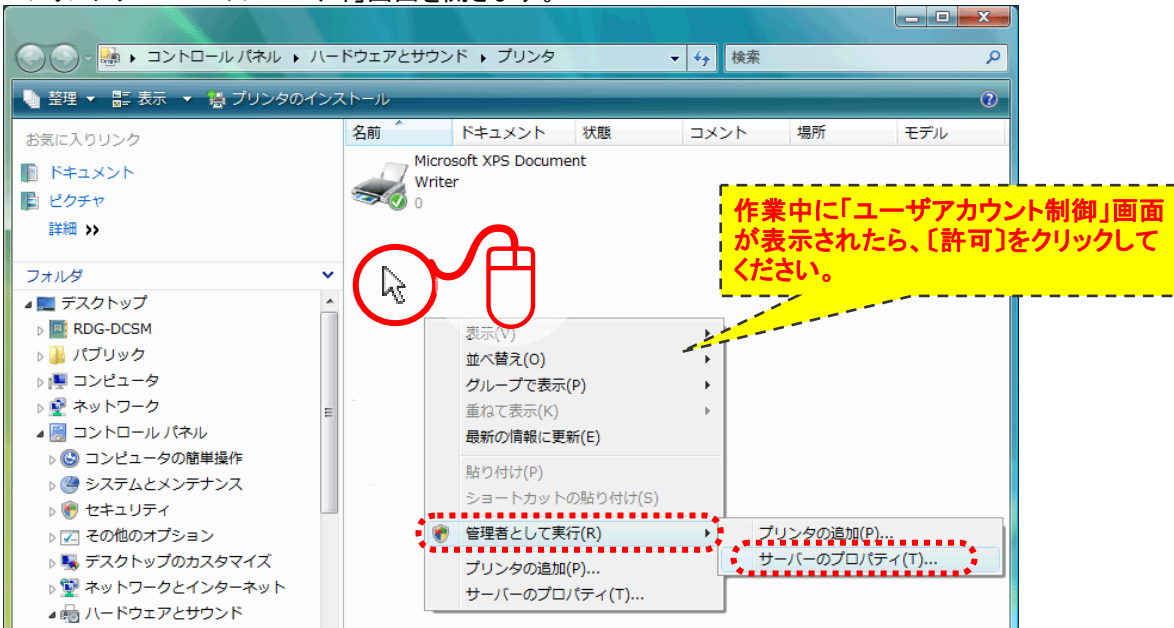 コントロール パネル ▸ ハードウェアとサウンド ▸ プリンタ
検索
整理 表示 プリンタのインストール
お気に入りリンク
ドキュメント
ピクチャ
詳細 »
フォルダ
デスクトップ
RDG-DCSM
パブリック
コンピュータ
ネットワーク
コントロール パネル
コンピュータの簡単操作
システムとメンテナンス
セキュリティ
その他のオプション
デスクトップのカスタマイズ
ネットワークとインターネット
ハードウェアとサウンド
名前 ドキュメント 状態 コメント 場所 モデル
Microsoft XPS Document
Writer
0
作業中に「ユーザアカウント制御」画面
が表示されたら、〔許可〕をクリックして
ください。
表示(V)
並べ替え(O)
グループで表示(P)
重ねて表示(K)
最新の情報に更新(E)
貼り付け(P)
ショートカットの貼り付け(S)
管理者として実行(R)
プリンタの追加(P)...
サーバーのプロパティ(T)...
プリンタの追加(P)...
サーバーのプロパティ(T)...